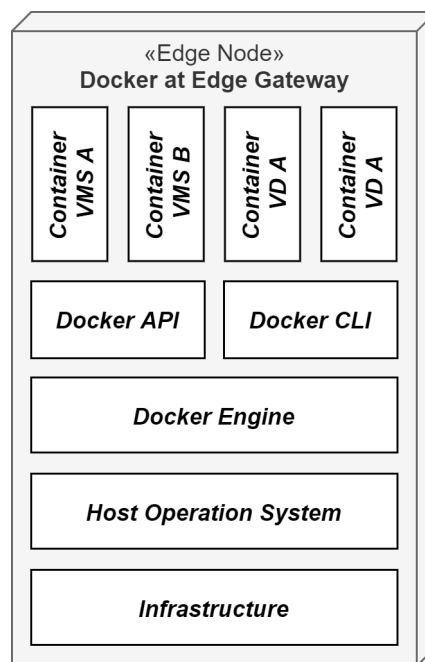 «Edge Node»
Docker at Edge Gateway
Container
VMS A
Container
VMS B
Container
VD A
Container
VD A
Docker API
Docker CLI
Docker Engine
Host Operation System
Infrastructure